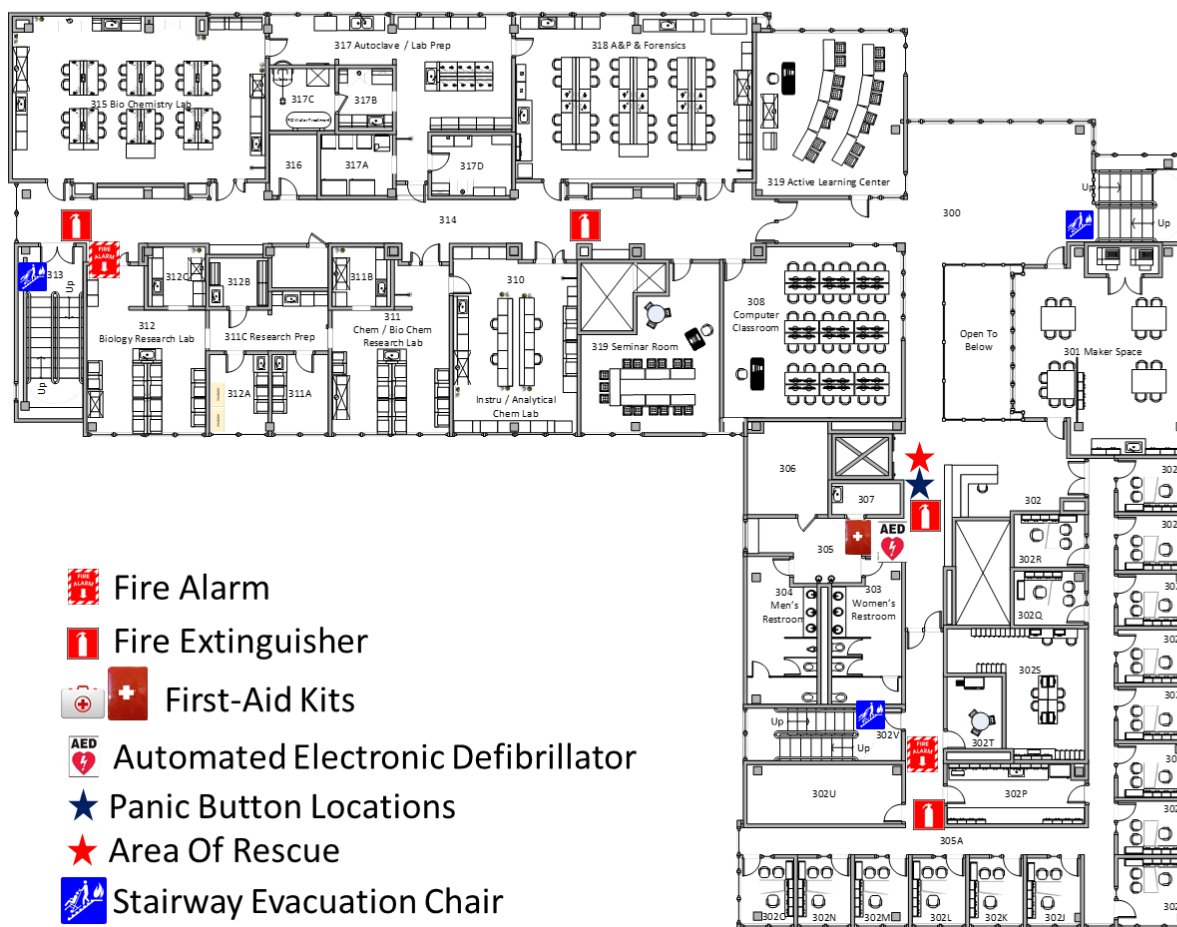 317 Autoclave / Lab Prep
318 A&P & Forensics
315 Bio Chemistry Lab
317C
317B
316
317A
317D
319 Active Learning Center
314
300
Up
Up
313
FIRE ALARM
Up
Up
312C
312B
311B
310
312
Biology Research Lab
311C Research Prep
311
Chem / Bio Chem
Research Lab
312A
311A
Instru / Analytical
Chem Lab
319 Seminar Room
308
Computer
Classroom
Open To
Below
301 Maker Space
306
307
302
305
AED
302R
302Q
304
Men's
Restroom
303
Women's
Restroom
302S
302T
Up
Up
302V
FIRE ALARM
302U
302P
305A
302O
302N
302M
302L
302K
302J
FIRE ALARM
Fire Alarm
Fire Extinguisher
First-Aid Kits
AED
Automated Electronic Defibrillator
Panic Button Locations
Area Of Rescue
Stairway Evacuation Chair